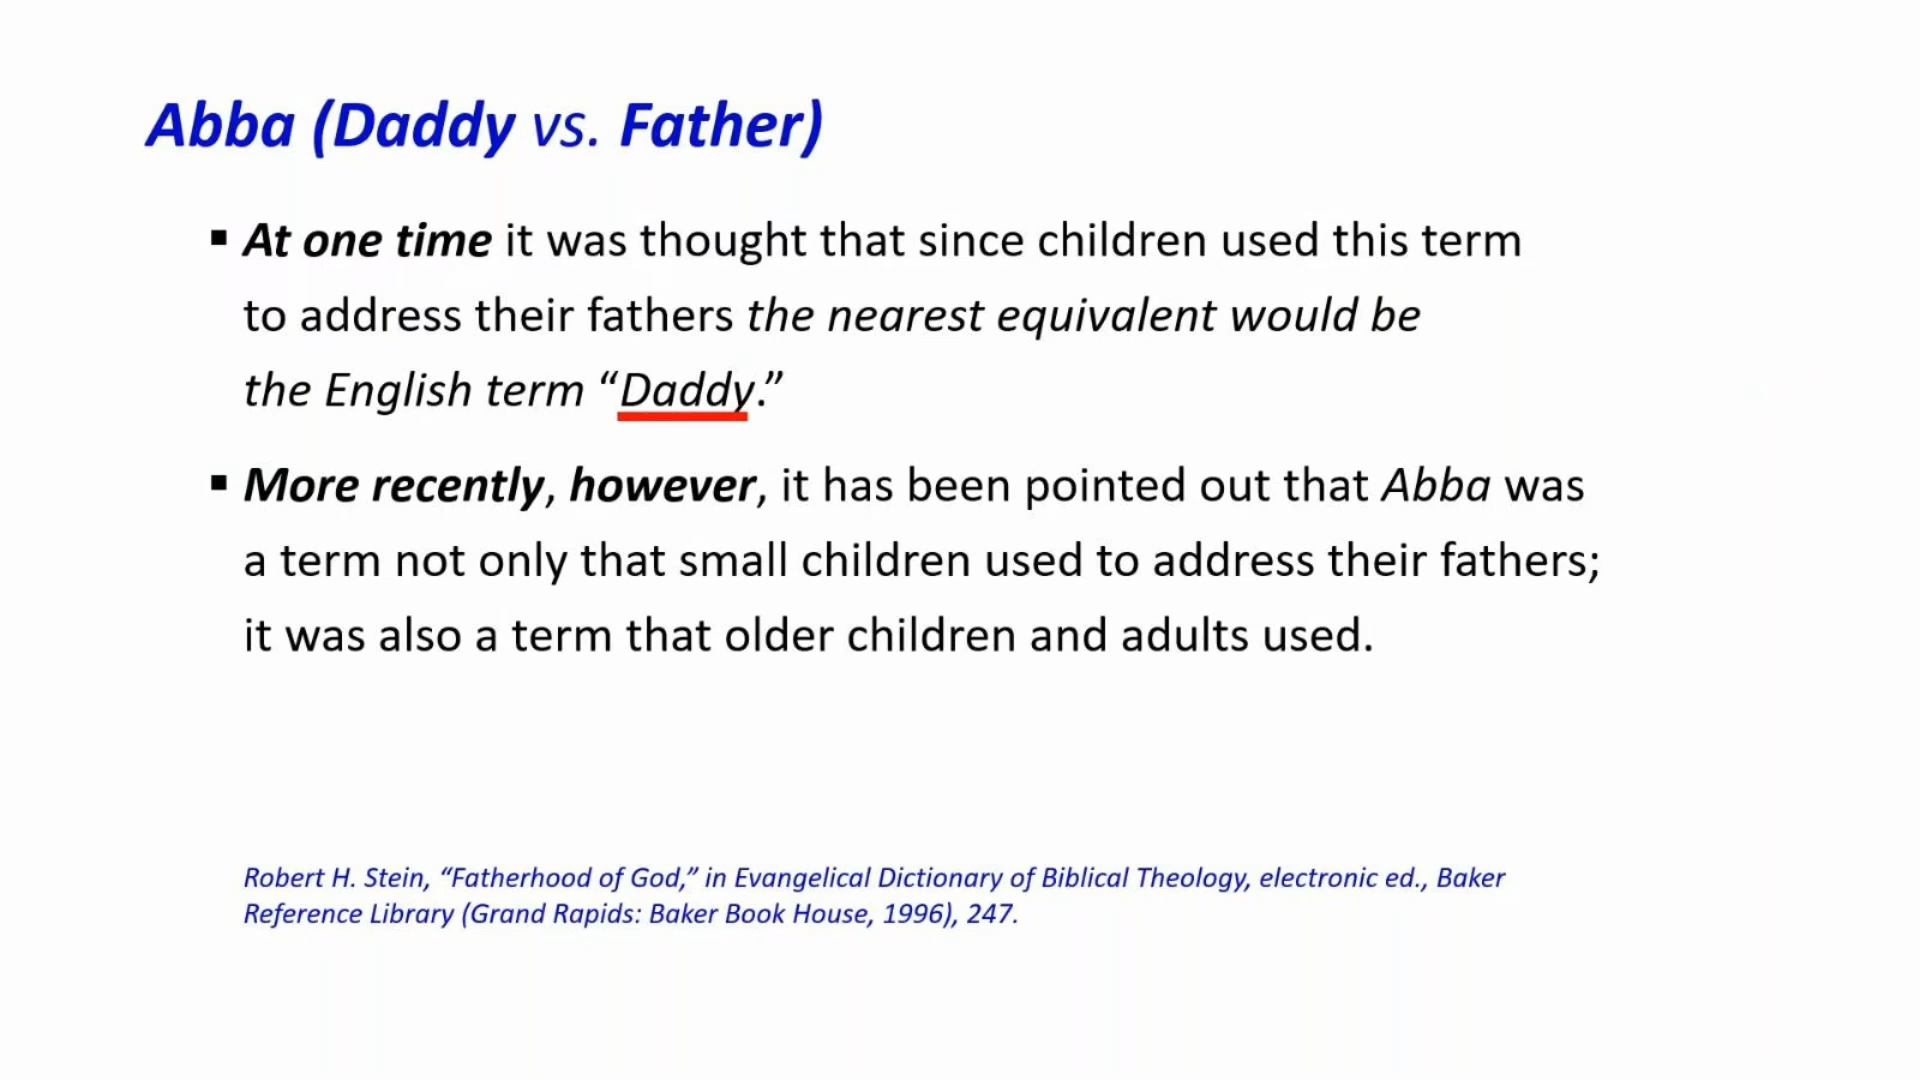 Abba (Daddy vs. Father)
▪ At one time it was thought that since children used this term
to address their fathers the nearest equivalent would be
the English term “Daddy.”
▪ More recently, however, it has been pointed out that Abba was
a term not only that small children used to address their fathers;
it was also a term that older children and adults used.
Robert H. Stein, “Fatherhood of God,” in Evangelical Dictionary of Biblical Theology, electronic ed., Baker
Reference Library (Grand Rapids: Baker Book House, 1996), 247.